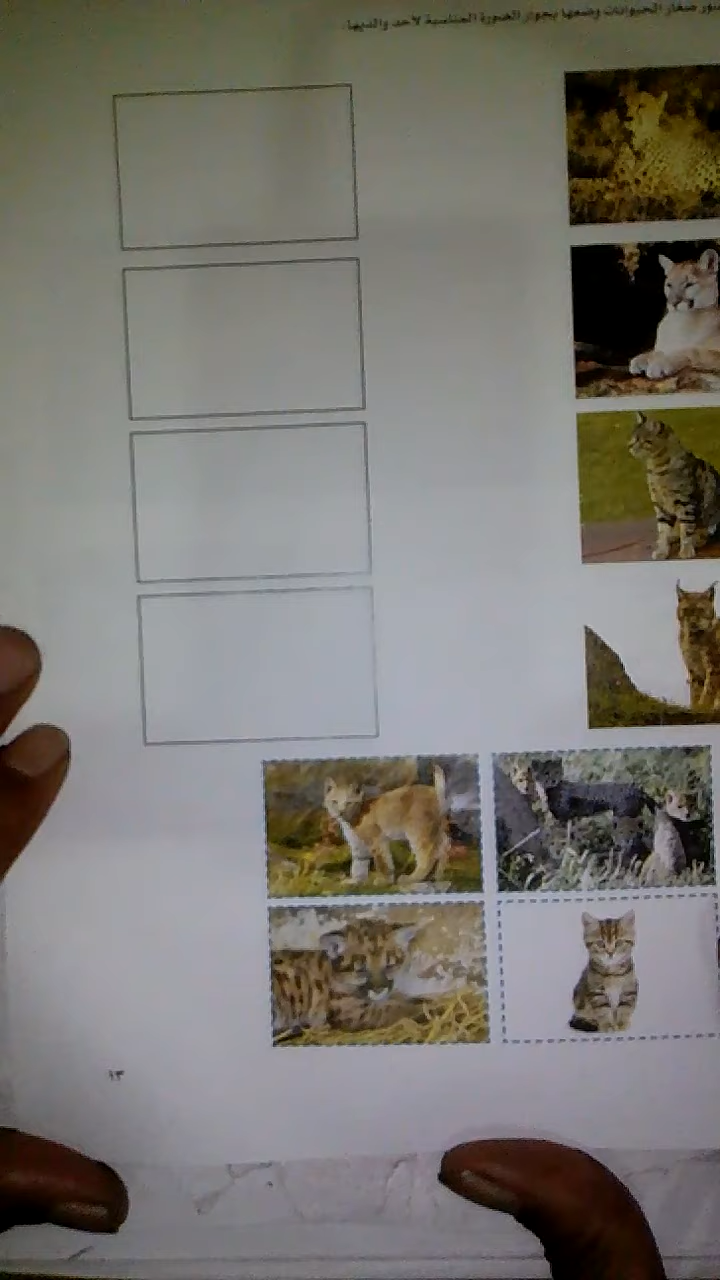 صغار الحيوانات وضعها بجوار الصورة المناسبة لأحد والديها.
١٣